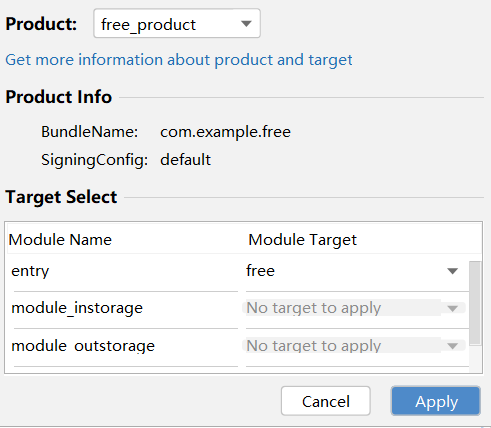 Product: free_product
Get more information about product and target
Product Info
BundleName: com.example.free
SigningConfig: default
Target Select
Module Name Module Target
entry free
module_instorage No target to apply
module_outstorage No target to apply
Cancel Apply